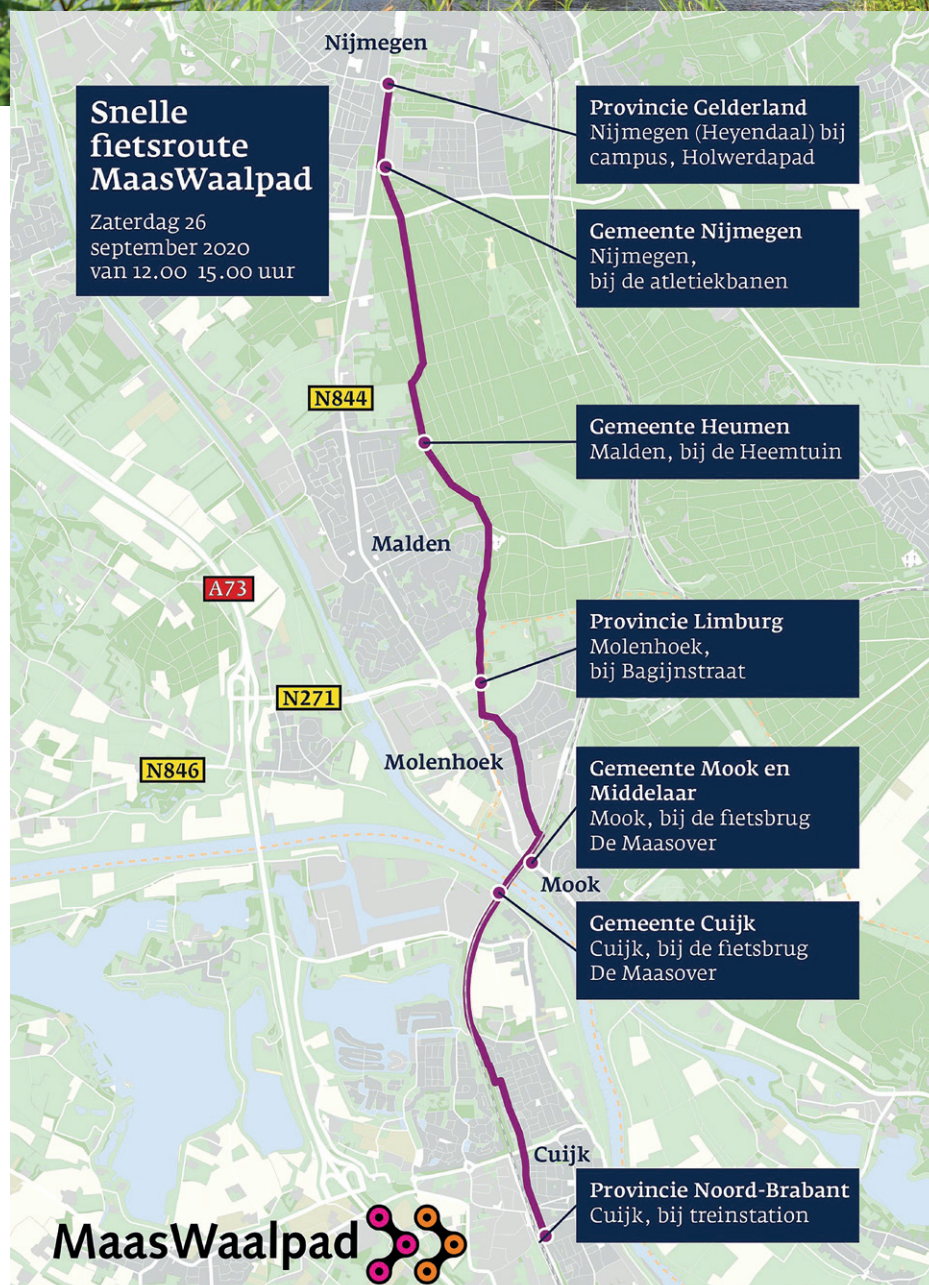 Nijmegen
Snelle
fietsroute
MaasWaalpad
Zaterdag 26
september 2020
van 12.00 15.00 uur
Provincie Gelderland
Nijmegen (Heyendaal) bij
campus, Holwerdapad
Gemeente Nijmegen
Nijmegen,
bij de atletiekbanen
N844
Gemeente Heumen
Malden, bij de Heemtuin
Malden
A73
Provincie Limburg
Molenhoek,
bij Bagijnstraat
N271
Molenhoek
N846
Gemeente Mook en
Middelaar
Mook, bij de fietsbrug
De Maasover
Mook
Gemeente Cuijk
Cuijk, bij de fietsbrug
De Maasover
Cuijk
Provincie Noord-Brabant
Cuijk, bij treinstation
MaasWaalpad